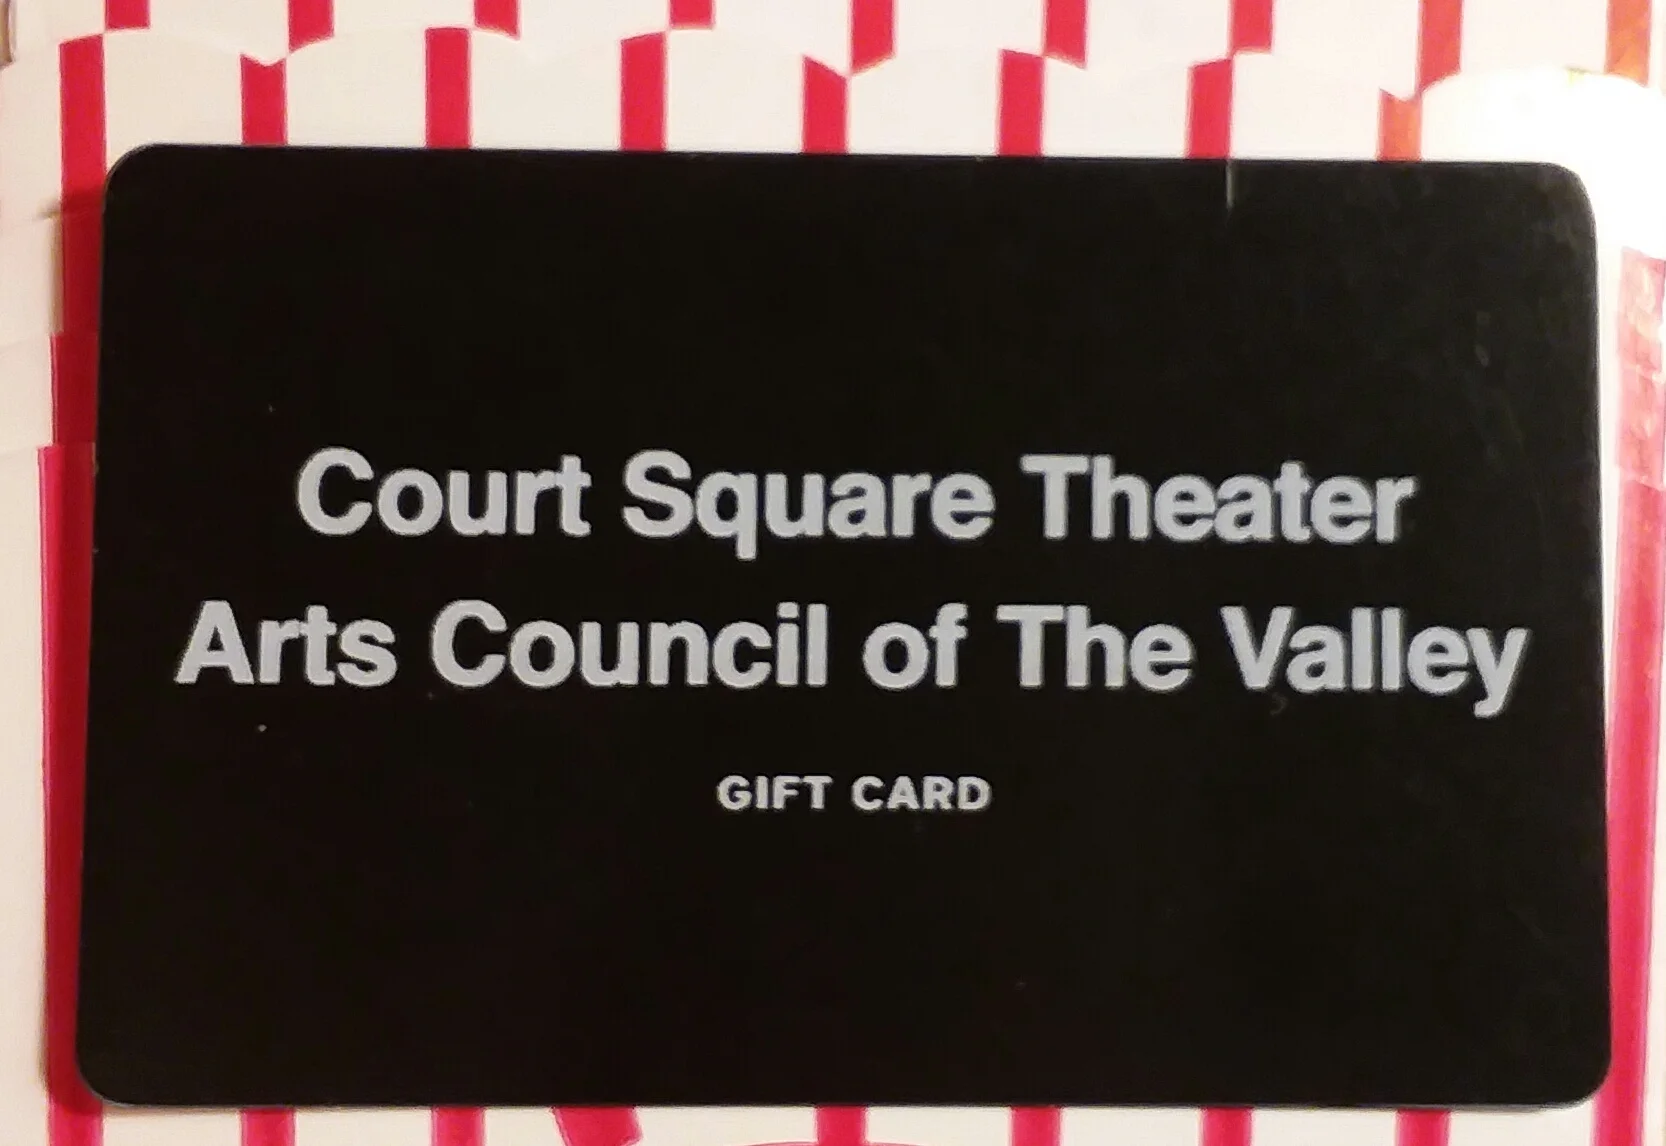 Court Square Theater
Arts Council of The Valley
GIFT CARD